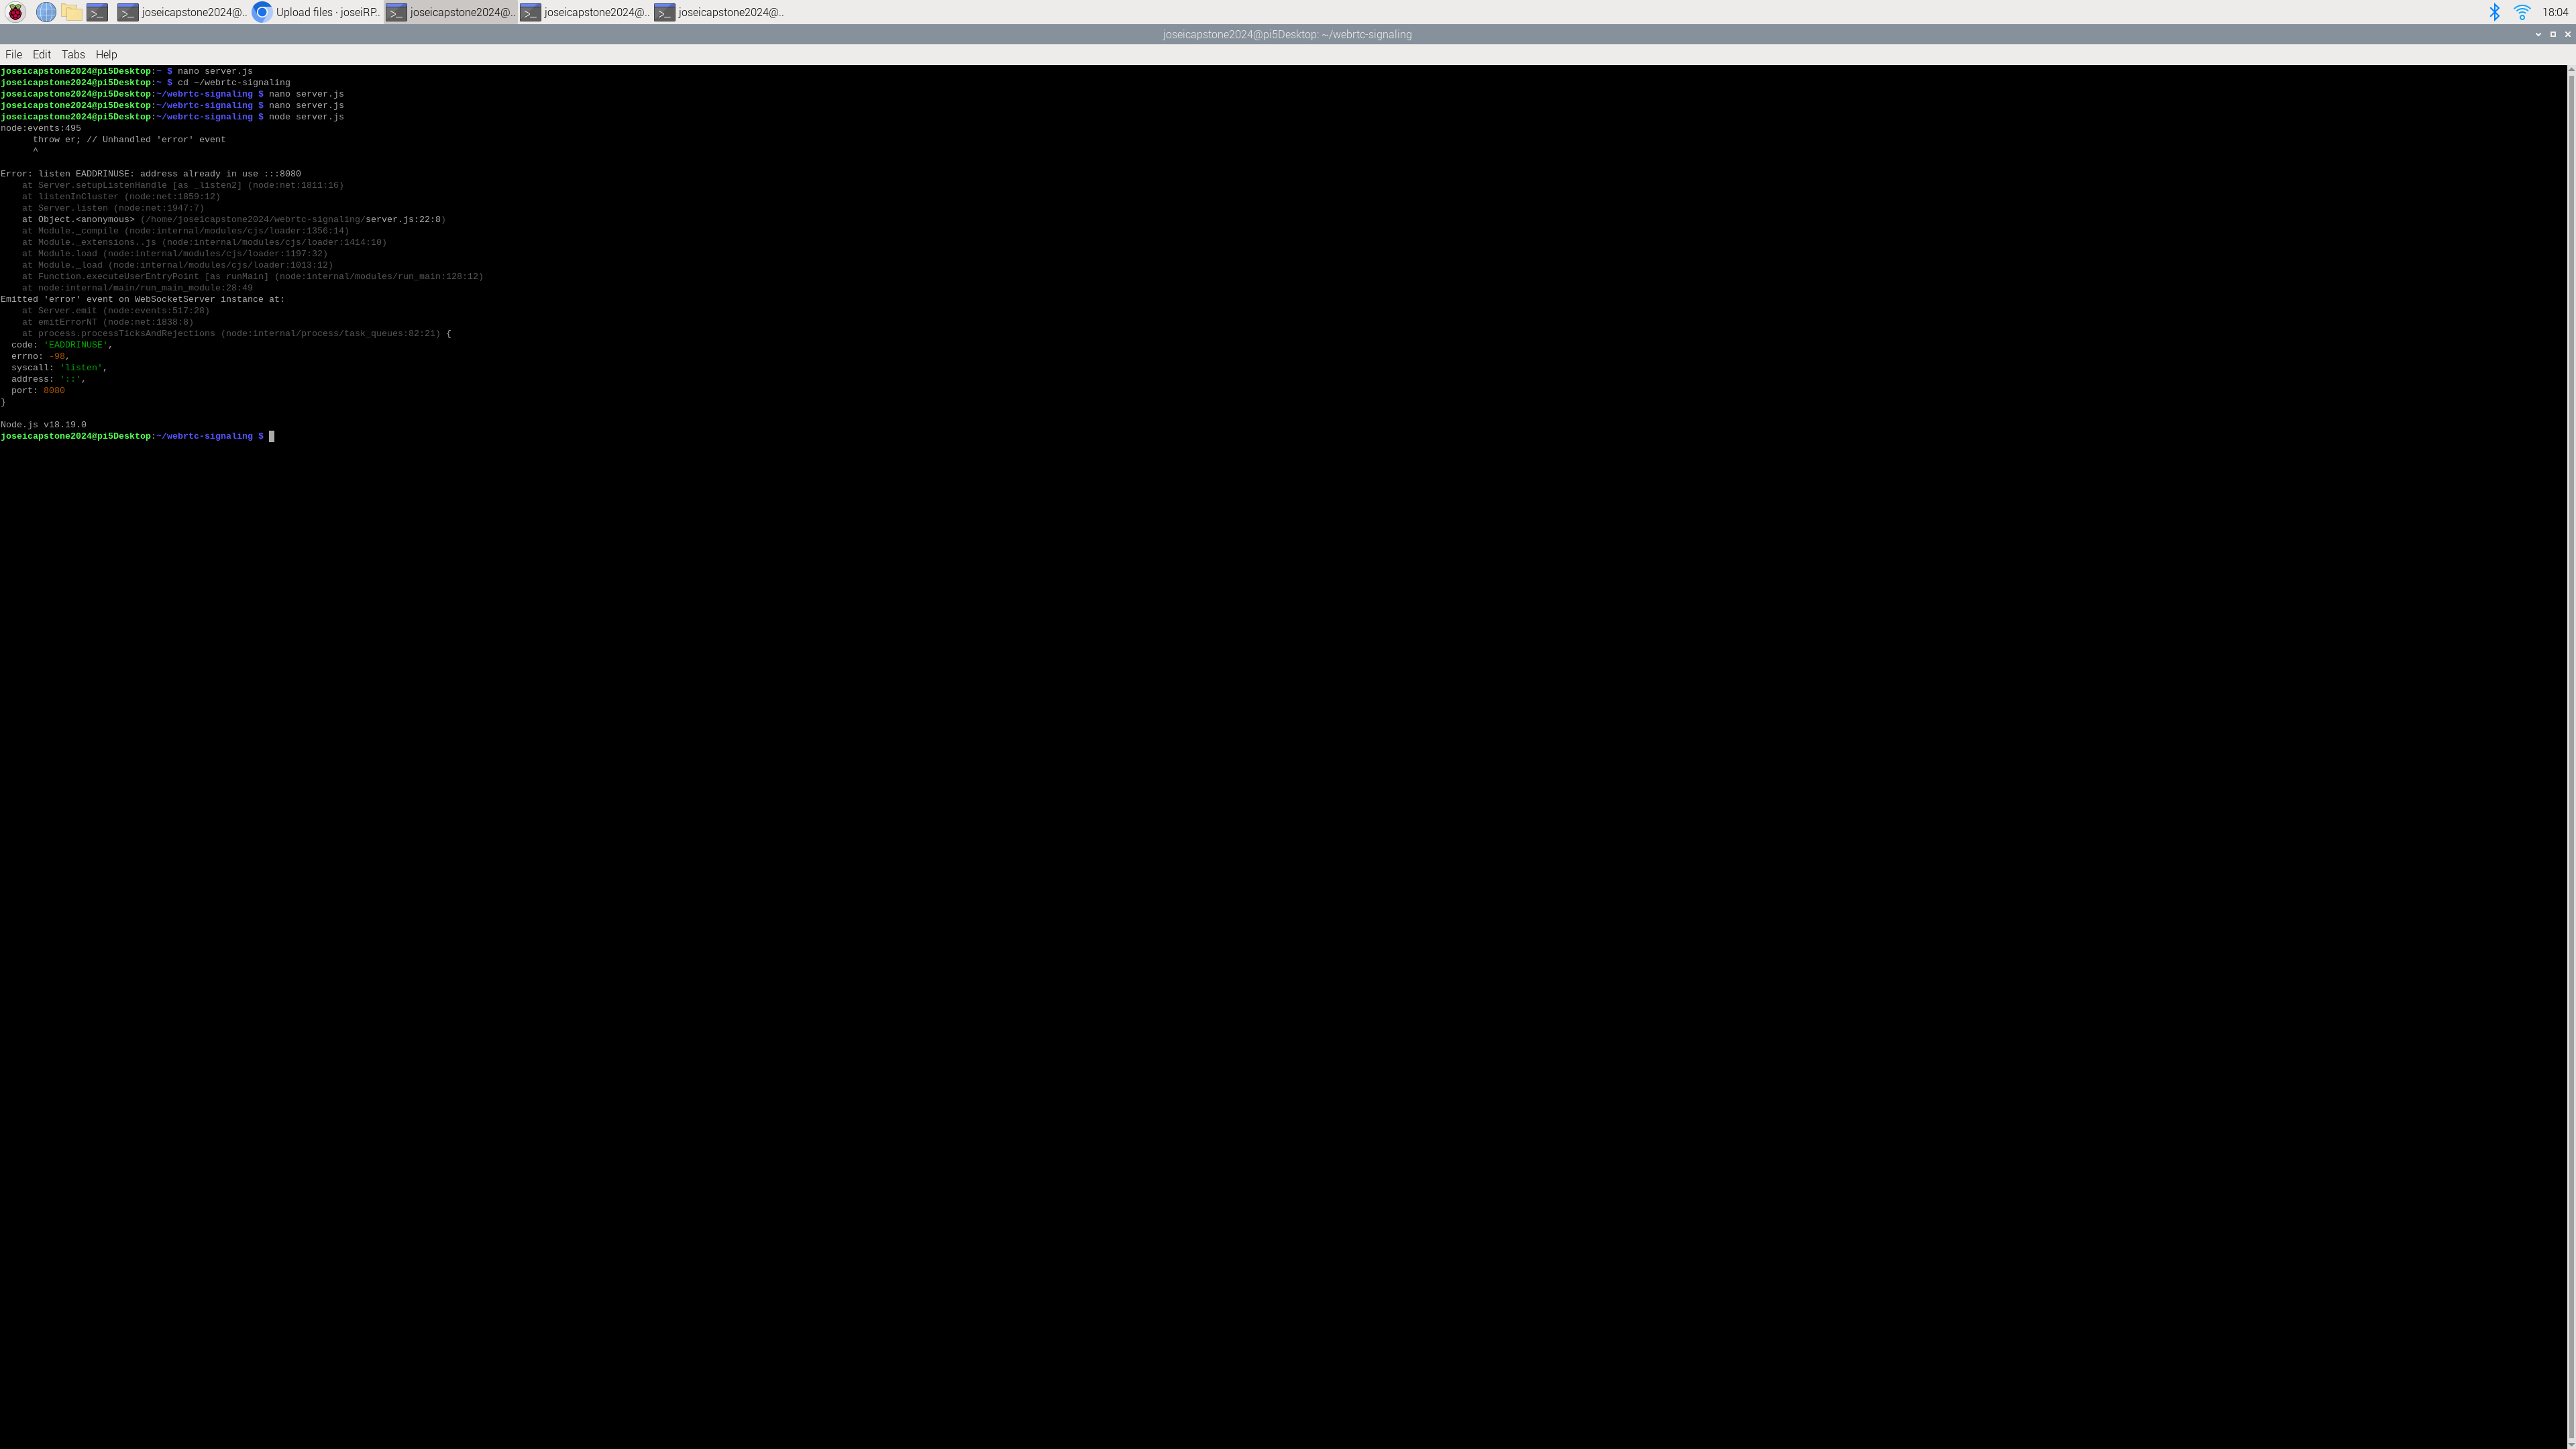 joseicapstone2024@.. Upload files · joseiRP.. joseicapstone2024@.. joseicapstone2024@.. joseicapstone2024@.. 18:04
joseicapstone2024@pi5Desktop: ~/webrtc-signaling
File Edit Tabs Help
joseicapstone2024@pi5Desktop:~ $ nano server.js
joseicapstone2024@pi5Desktop:~ $ cd ~/webrtc-signaling
joseicapstone2024@pi5Desktop:~/webrtc-signaling $ nano server.js
joseicapstone2024@pi5Desktop:~/webrtc-signaling $ nano server.js
joseicapstone2024@pi5Desktop:~/webrtc-signaling $ node server.js
node:events:495
      throw er; // Unhandled 'error' event
      ^
Error: listen EADDRINUSE: address already in use :::8080
    at Server.setupListenHandle [as _listen2] (node:net:1811:16)
    at listenInCluster (node:net:1859:12)
    at Server.listen (node:net:1947:7)
    at Object.<anonymous> (/home/joseicapstone2024/webrtc-signaling/server.js:22:8)
    at Module._compile (node:internal/modules/cjs/loader:1356:14)
    at Module._extensions..js (node:internal/modules/cjs/loader:1414:10)
    at Module.load (node:internal/modules/cjs/loader:1197:32)
    at Module._load (node:internal/modules/cjs/loader:1013:12)
    at Function.executeUserEntryPoint [as runMain] (node:internal/modules/run_main:128:12)
    at node:internal/main/run_main_module:28:49
Emitted 'error' event on WebSocketServer instance at:
    at Server.emit (node:events:517:28)
    at emitErrorNT (node:net:1838:8)
    at process.processTicksAndRejections (node:internal/process/task_queues:82:21) {
  code: 'EADDRINUSE',
  errno: -98,
  syscall: 'listen',
  address: '::',
  port: 8080
}
Node.js v18.19.0
joseicapstone2024@pi5Desktop:~/webrtc-signaling $